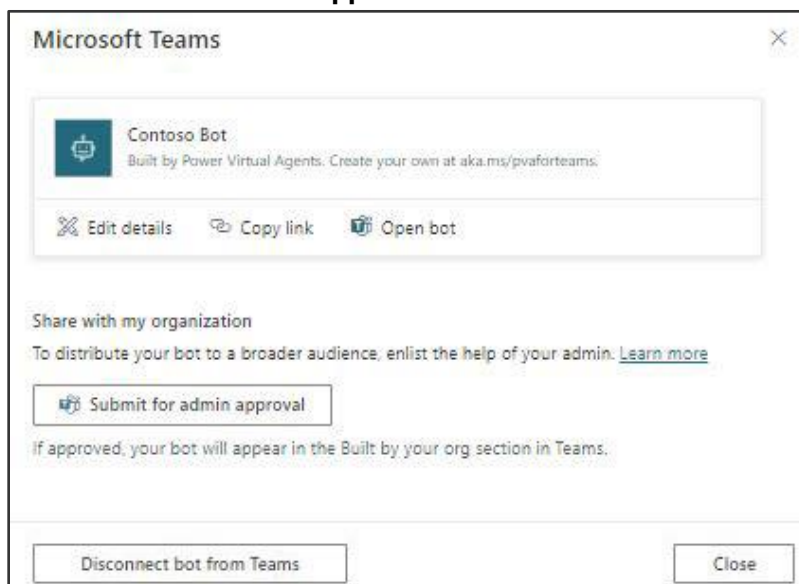 Microsoft Teams
Contoso Bot
Built by Power Virtual Agents. Create your own at aka.ms/pvaforteams.
Edit details Copy link Open bot
Share with my organization
To distribute your bot to a broader audience, enlist the help of your admin. Learn more
Submit for admin approval
If approved, your bot will appear in the Built by your org section in Teams.
Disconnect bot from Teams Close